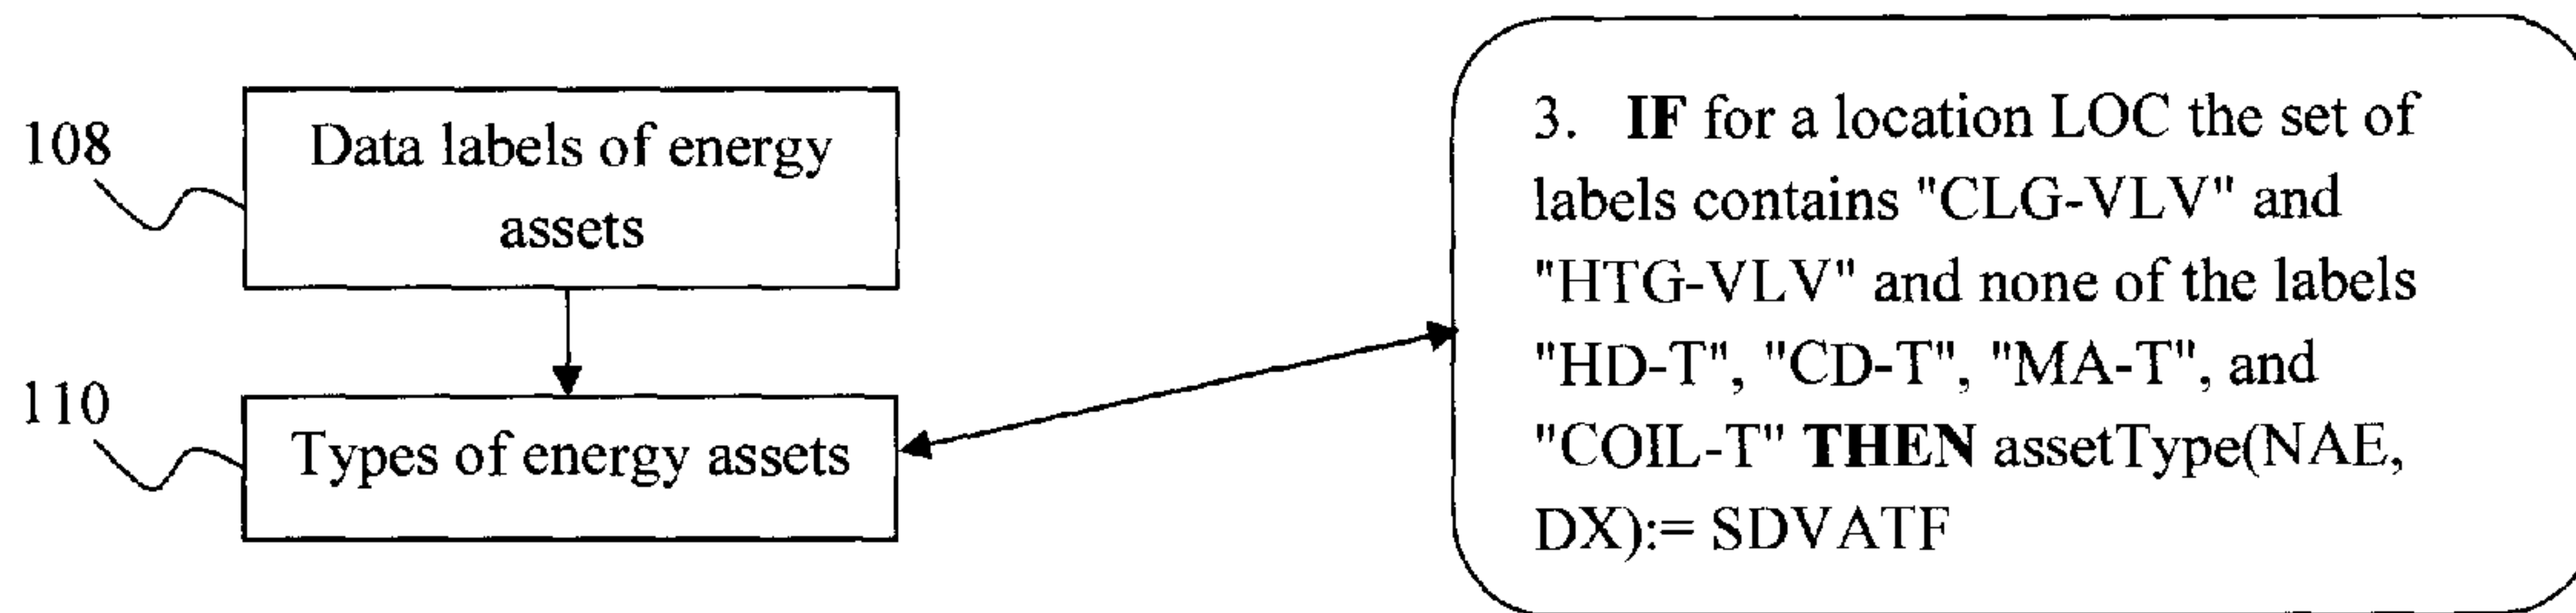 108
Data labels of energy
assets
110
Types of energy assets
3. IF for a location LOC the set of
labels contains "CLG-VLV" and
"HTG-VLV" and none of the labels
"HD-T", "CD-T", "MA-T", and
"COIL-T" THEN assetType(NAE,
DX):= SDVATF